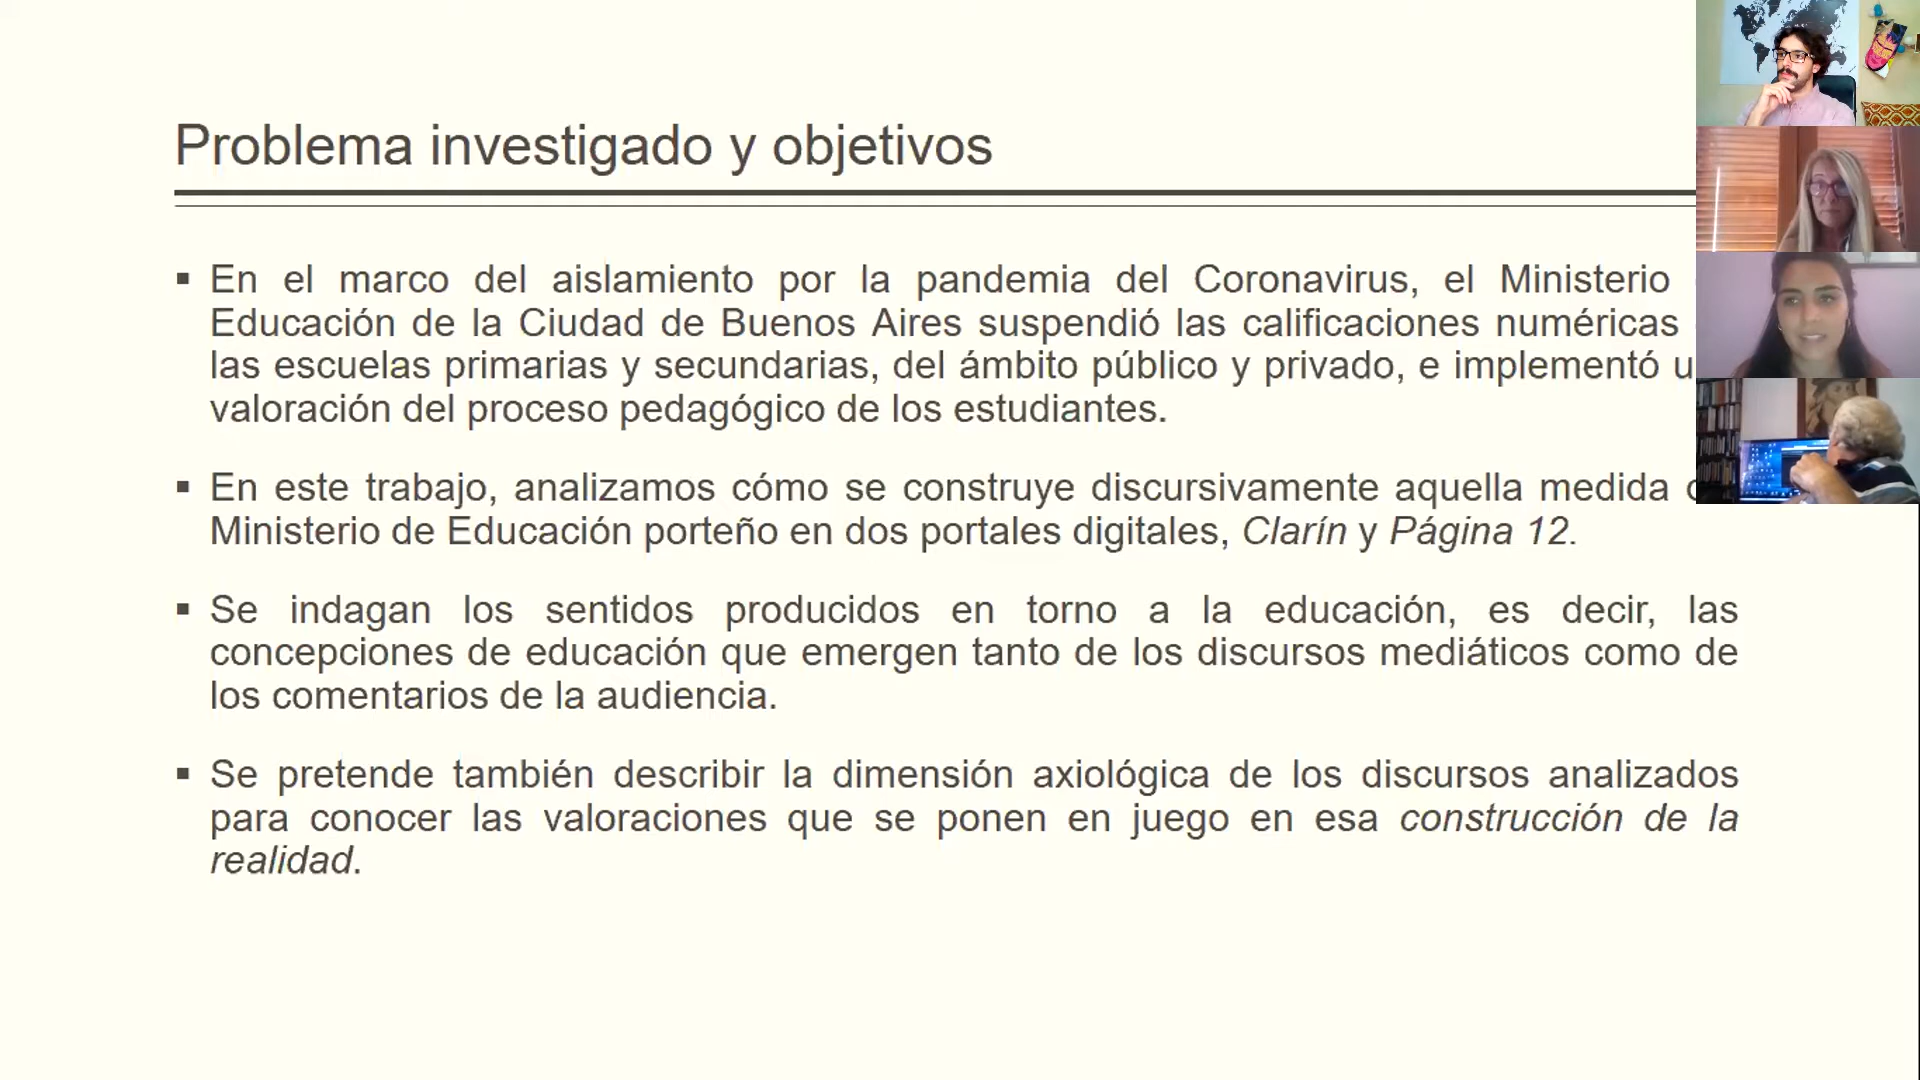 Problema investigado y objetivos
▪ En el marco del aislamiento por la pandemia del Coronavirus, el Ministerio
Educación de la Ciudad de Buenos Aires suspendió las calificaciones numéricas
las escuelas primarias y secundarias, del ámbito público y privado, e implementó
valoración del proceso pedagógico de los estudiantes.
▪ En este trabajo, analizamos cómo se construye discursivamente aquella medida
Ministerio de Educación porteño en dos portales digitales, Clarín y Página 12.
▪ Se indagan los sentidos producidos en torno a la educación, es decir, las
concepciones de educación que emergen tanto de los discursos mediáticos como de
los comentarios de la audiencia.
▪ Se pretende también describir la dimensión axiológica de los discursos analizados
para conocer las valoraciones que se ponen en juego en esa construcción de la
realidad.